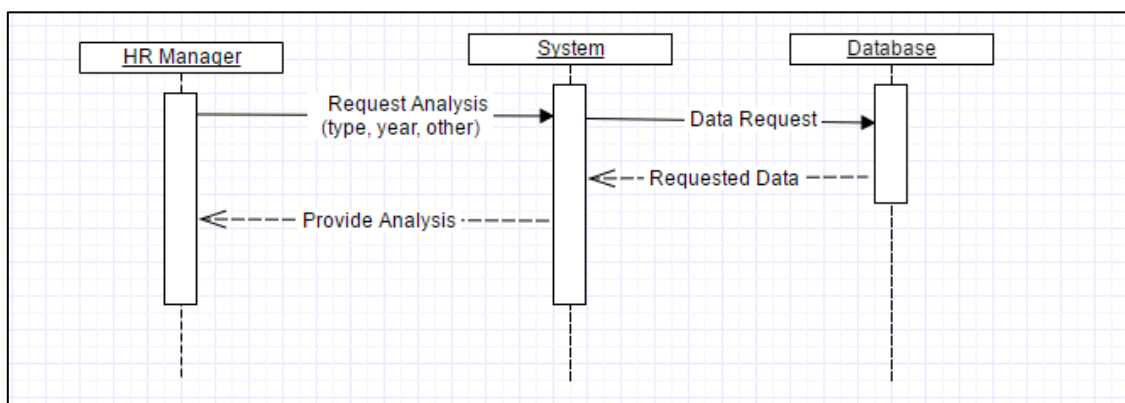 HR Manager
System
Database
Request Analysis
(type, year, other)
Data Request
Requested Data
Provide Analysis